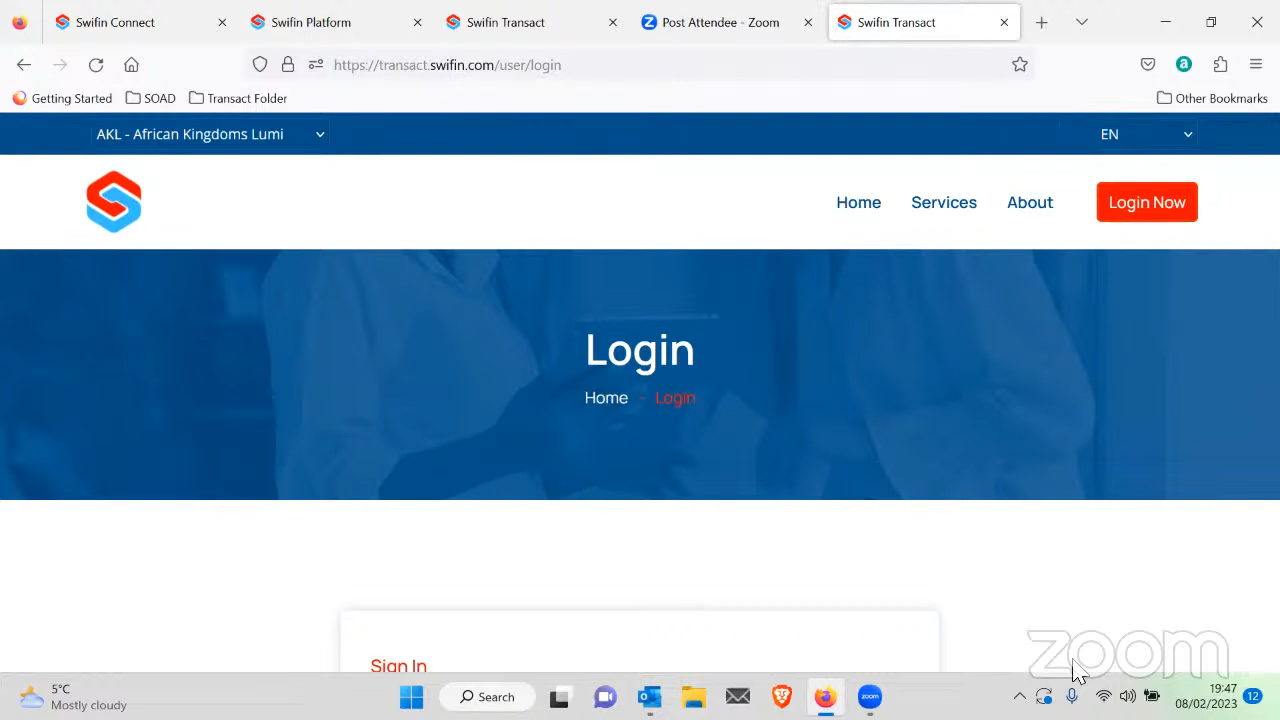 Swifin Connect
Swifin Platform
Swifin Transact
Post Attendee - Zoom
Swifin Transact
https://transact.swifin.com/user/login
Getting Started
SOAD
Transact Folder
Other Bookmarks
AKL - African Kingdoms Lumi
EN
Home
Services
About
Login Now
Login
Home - Login
Sign In
zoom
5°C
Mostly cloudy
Search
zoom
19:47
08/02/2023
12